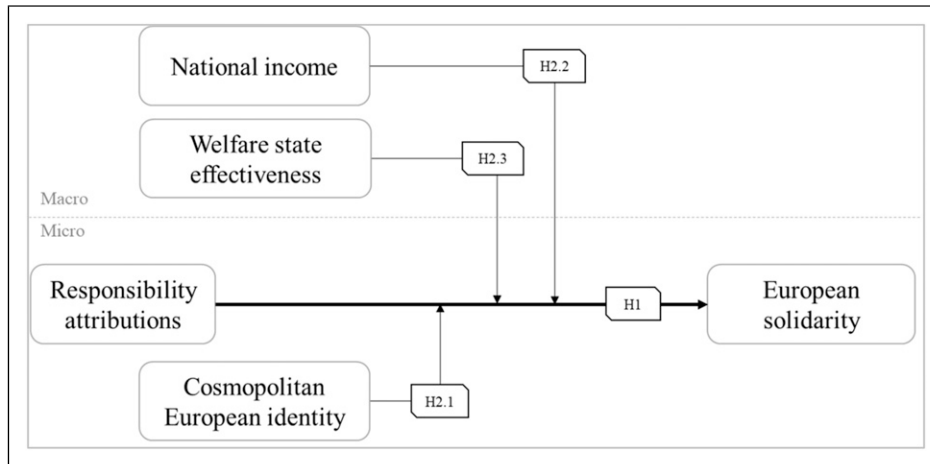 National income
H2.2
Welfare state
effectiveness
H2.3
Macro
Micro
Responsibility
attributions
H1
European
solidarity
Cosmopolitan
European identity
H2.1